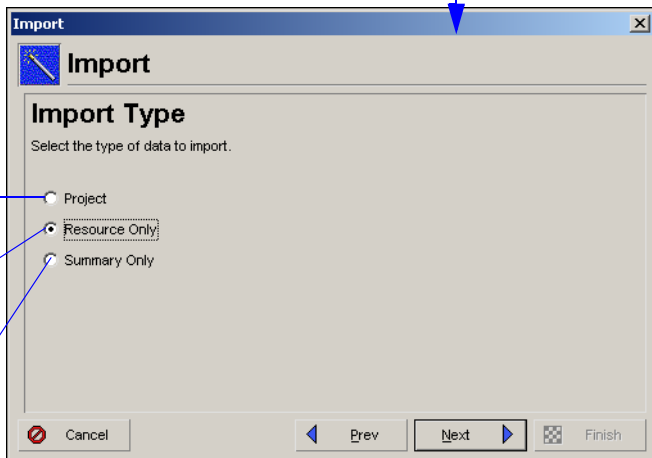 Import
Import
Import Type
Select the type of data to import.
Project
Resource Only
Summary Only
Cancel
Prev
Next
Finish